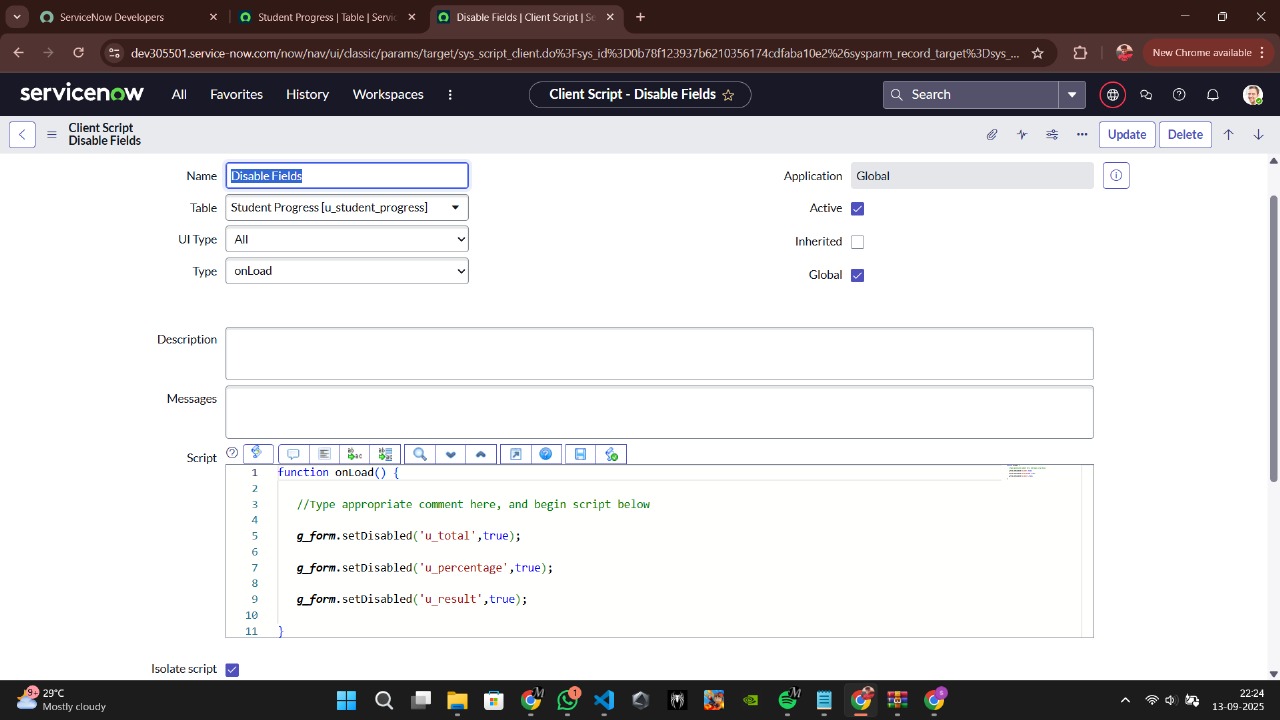 ServiceNow Developers
Student Progress | Table | Servic
Disable Fields | Client Script | Se
dev305501.service-now.com/now/nav/ui/classic/params/target/sys_script_client.do%3Fsys_id%3D0b78f123937b6210356174cdfaba10e2%26sysparm_record_target%3Dsys_...
New Chrome available
servicenow
All
Favorites
History
Workspaces
Client Script - Disable Fields
Search
Client Script
Disable Fields
Update
Delete
Name
Disable Fields
Application
Global
Table
Student Progress [u_student_progress]
Active
UI Type
All
Inherited
Type
onLoad
Global
Description
Messages
Script
1 function onLoad() {
2
3 //Type appropriate comment here, and begin script below
4
5 g_form.setDisabled('u_total',true);
6
7 g_form.setDisabled('u_percentage',true);
8
9 g_form.setDisabled('u_result',true);
10
11 }
Isolate script
9+
29°C
Mostly cloudy
1
22:24
13-09-2025